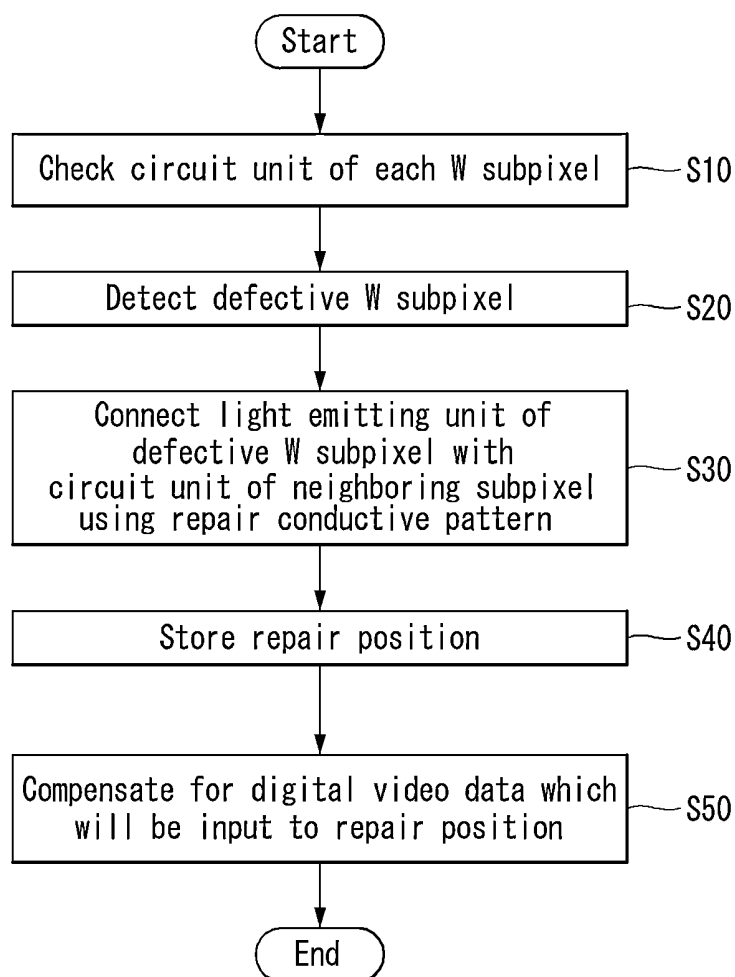 Start
Check circuit unit of each W subpixel
S10
Detect defective W subpixel
S20
Connect light emitting unit of
defective W subpixel with
circuit unit of neighboring subpixel
using repair conductive pattern
S30
Store repair position
S40
Compensate for digital video data which
will be input to repair position
S50
End